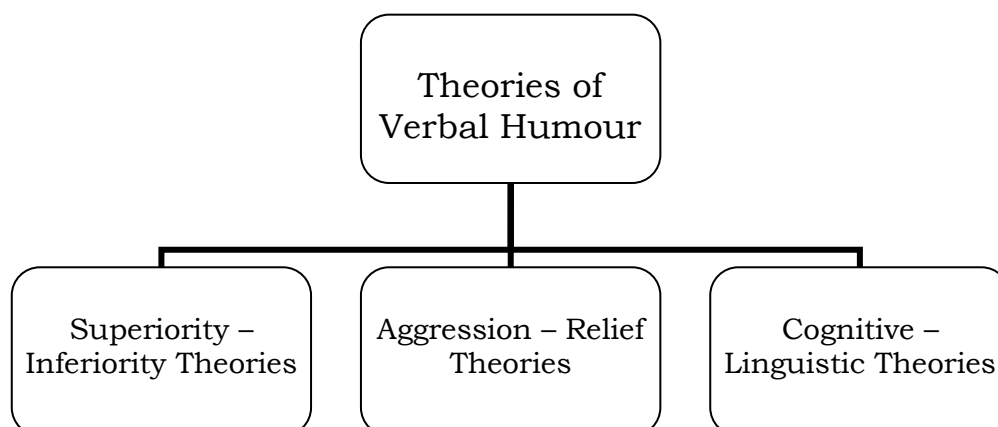 Theories of
Verbal Humour
Superiority –
Inferiority Theories
Aggression – Relief
Theories
Cognitive –
Linguistic Theories